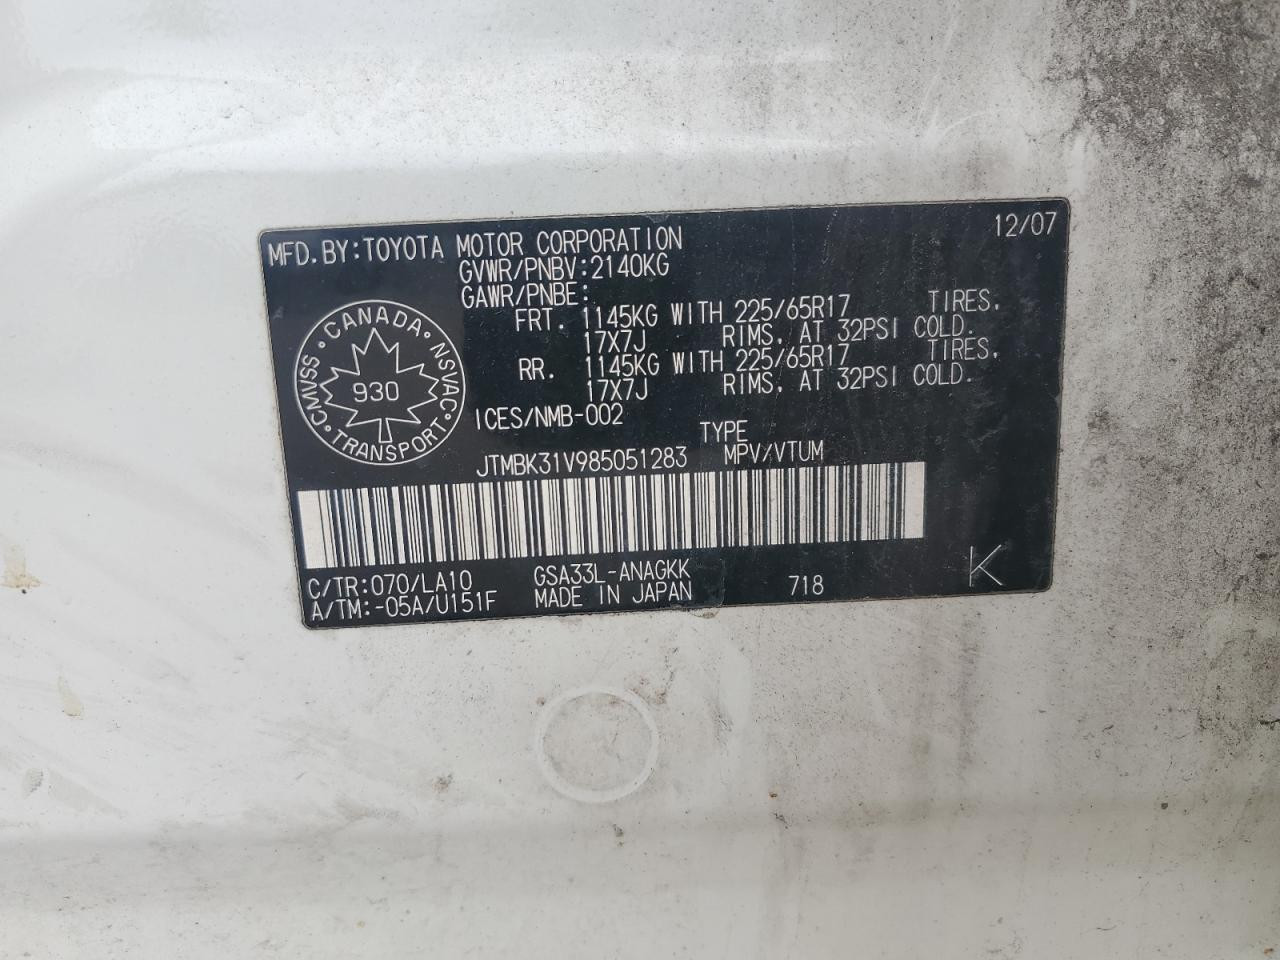 MFD. BY: TOYOTA MOTOR CORPORATION 12/07
GVWR/PNBV: 2140KG
GAWR/PNBE:
FRT. 1145KG WITH 225/65R17 TIRES,
17X7J RIMS, AT 32PSI COLD.
RR. 1145KG WITH 225/65R17 TIRES,
17X7J RIMS, AT 32PSI COLD.
ICES/NMB-002
CANADA • NSVAC • TRANSPORT • CMVSS •
930
TYPE
JTMBK31V985051283 MPV/VTUM
C/TR: 070/LA10 GSA33L-ANAGKK
A/TM: -05A/U151F MADE IN JAPAN 718 K